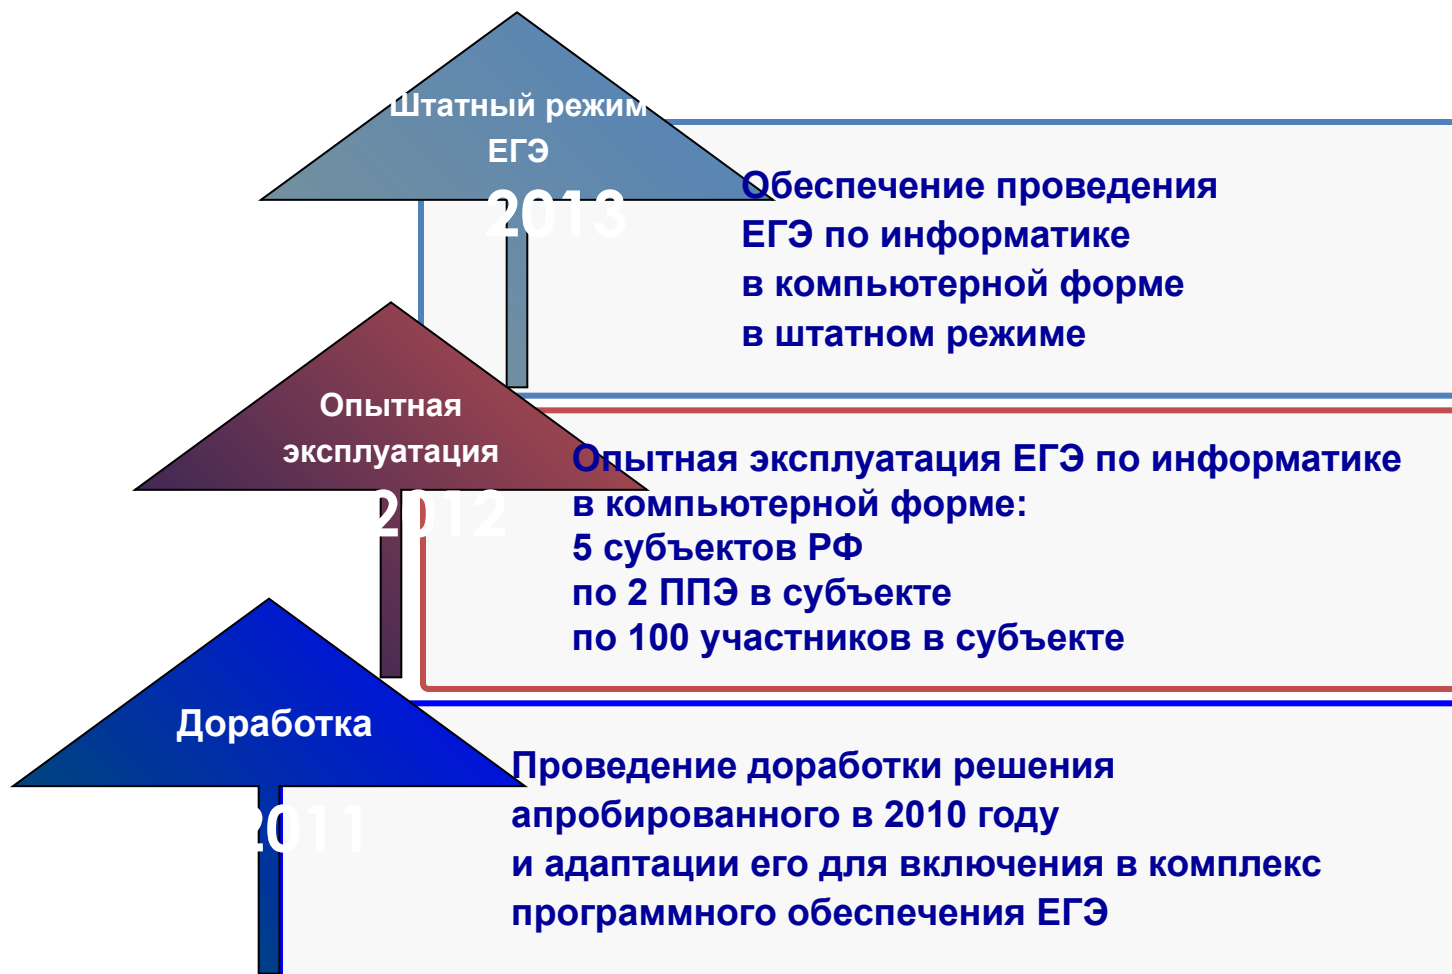 Штатный режим
ЕГЭ
2013
Обеспечение проведения
ЕГЭ по информатике
в компьютерной форме
в штатном режиме
Опытная
эксплуатация
2012
Опытная эксплуатация ЕГЭ по информатике
в компьютерной форме:
5 субъектов РФ
по 2 ППЭ в субъекте
по 100 участников в субъекте
Доработка
2011
Проведение доработки решения
апробированного в 2010 году
и адаптации его для включения в комплекс
программного обеспечения ЕГЭ